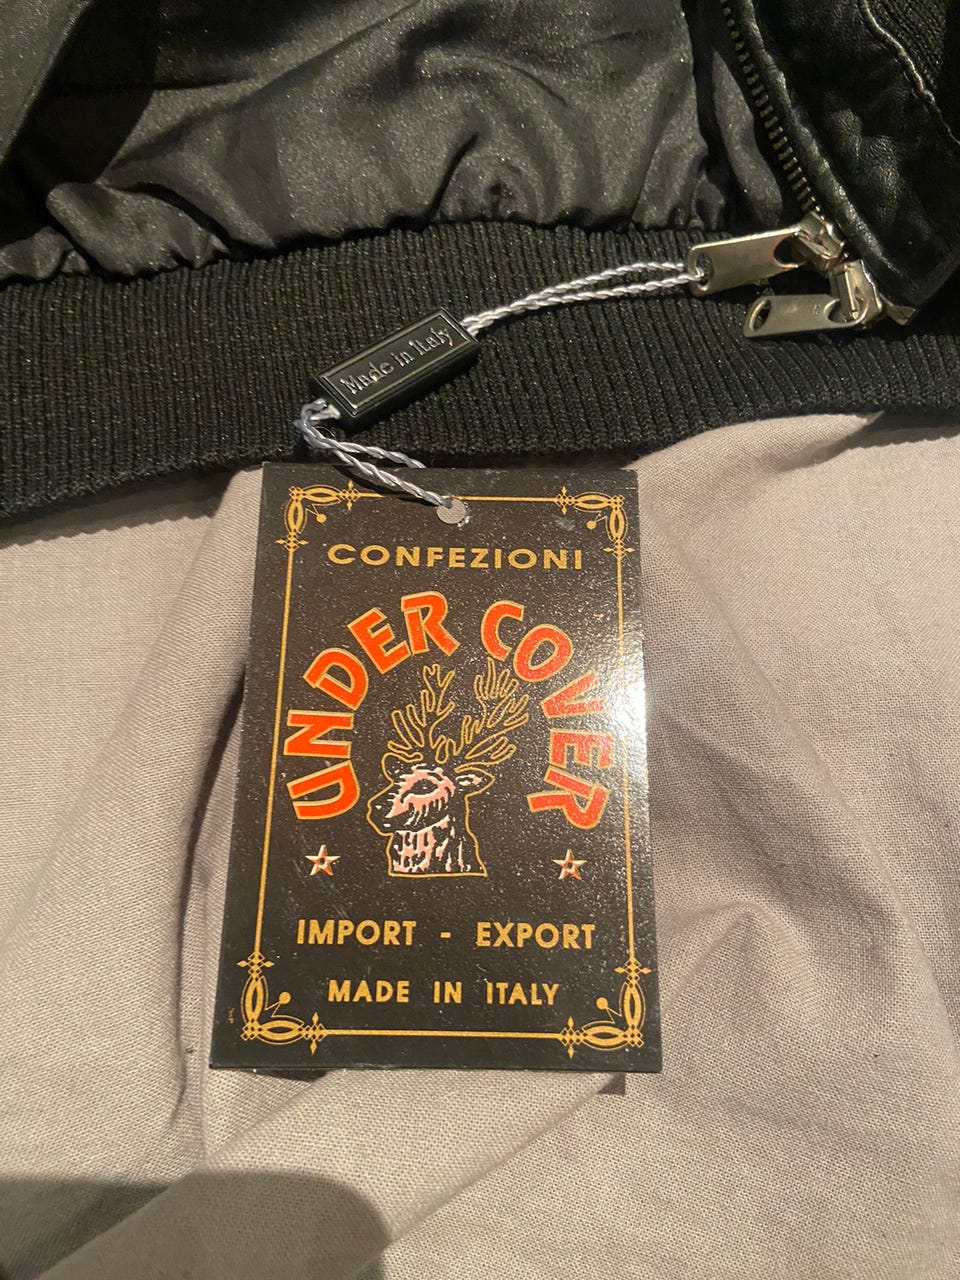 Made in italy
CONFEZIONI
UNDER COVER
IMPORT - EXPORT
MADE IN ITALY